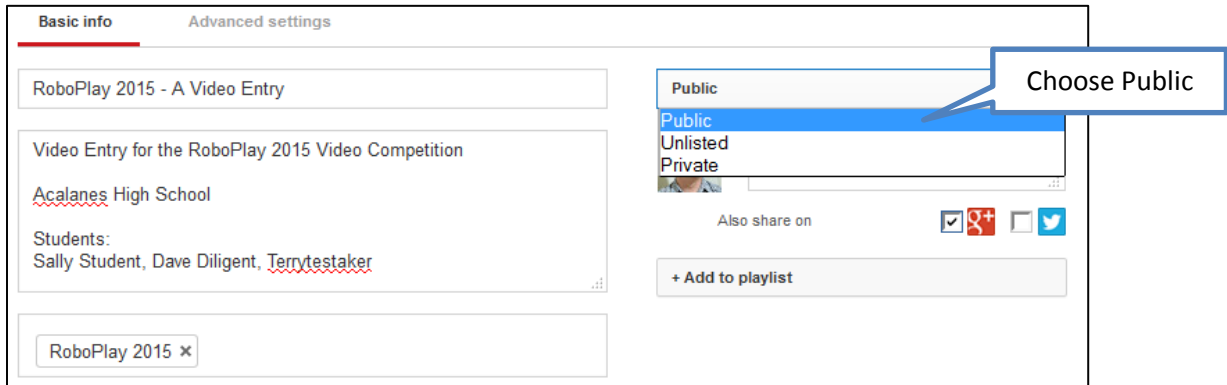 Basic info
Advanced settings
RoboPlay 2015 - A Video Entry
Video Entry for the RoboPlay 2015 Video Competition
Acalanes High School
Students:
Sally Student, Dave Diligent, Terrytestaker
RoboPlay 2015 ×
Public
Public
Unlisted
Private
Also share on
g+
+ Add to playlist
Choose Public